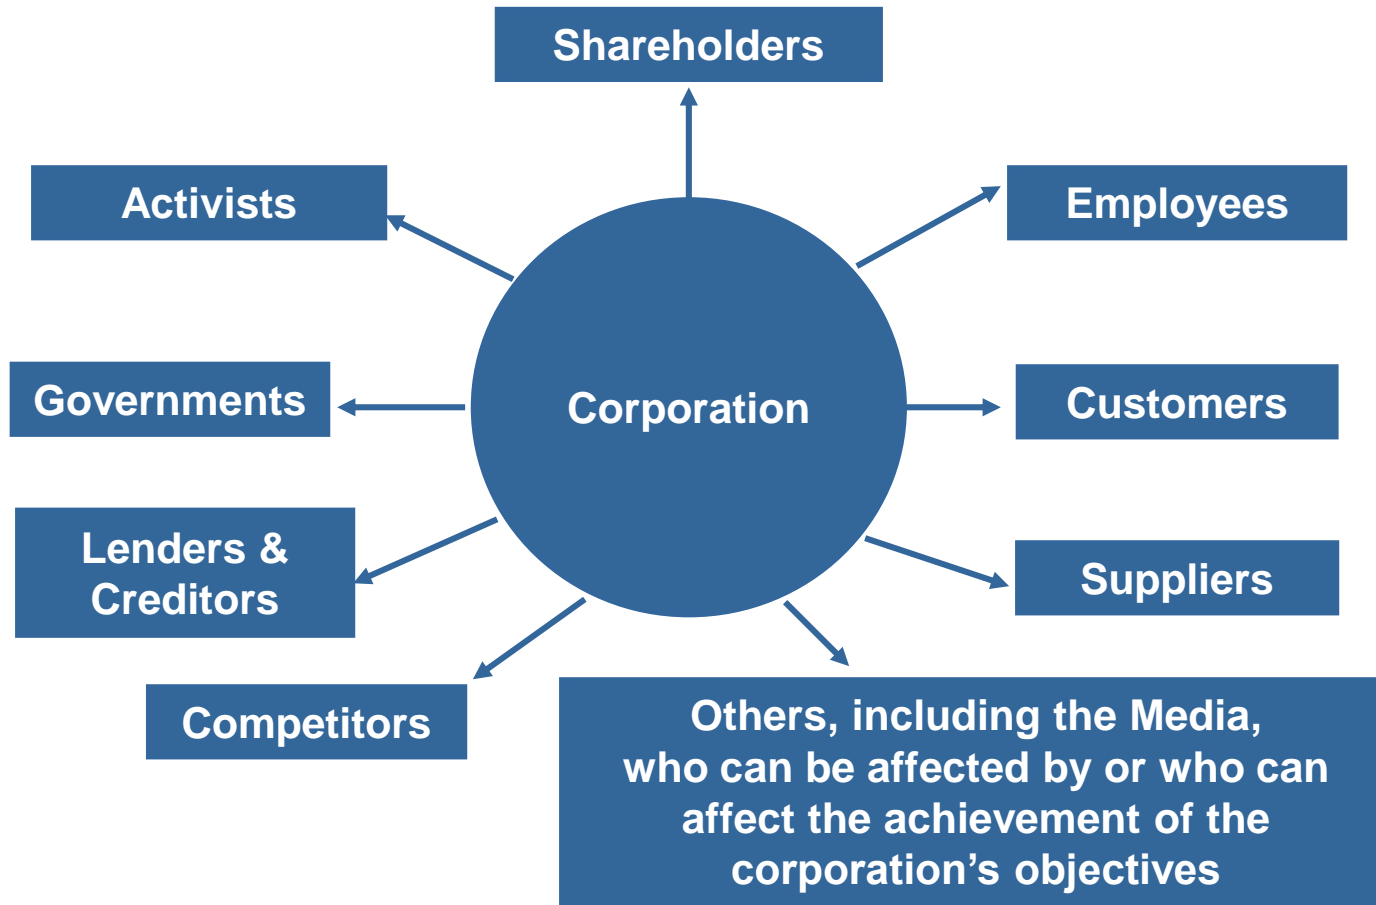 Shareholders
Activists
Employees
Governments
Corporation
Customers
Lenders &
Creditors
Suppliers
Competitors
Others, including the Media,
who can be affected by or who can
affect the achievement of the
corporation’s objectives